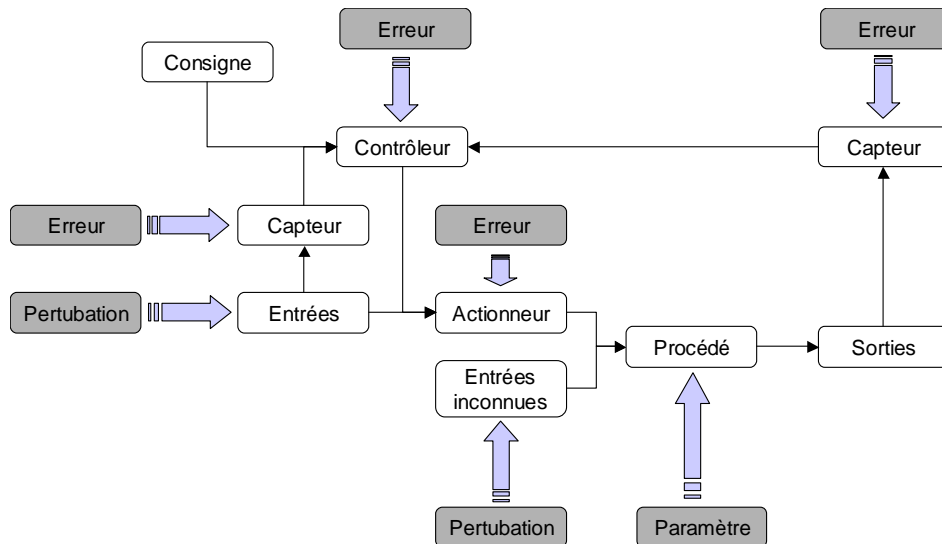 Erreur
Erreur
Consigne
Contrôleur
Capteur
Erreur
Capteur
Erreur
Pertubation
Entrées
Actionneur
Procédé
Sorties
Entrées
inconnues
Pertubation
Paramètre